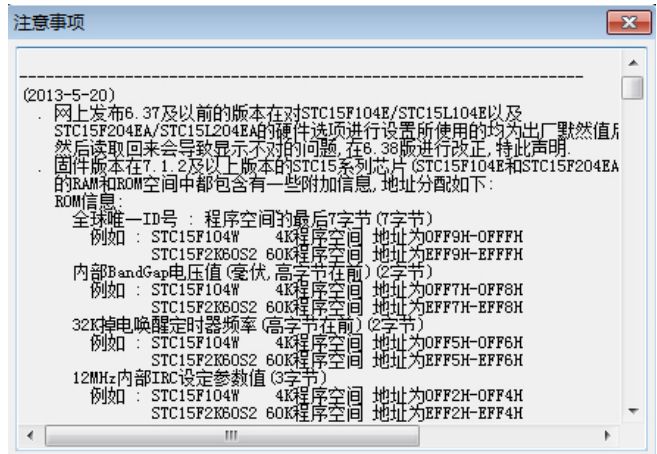 注意事项
--------------------------------------------------------------
(2013-5-20)
. 网上发布6.37及以前的版本在对STC15F104E/STC15L104E以及
STC15F204EA/STC15L204EA的硬件选项进行设置所使用的均为出厂默然值后
然后读取回来会导致显示不对的问题,在6.38版进行改正,特此声明.
. 固件版本在7.1.2及以上版本的STC15系列芯片(STC15F104E和STC15F204EA
的RAM和ROM空间中都包含有一些附加信息,地址分配如下:
ROM信息:
全球唯一ID号 : 程序空间的最后7字节(7字节)
例如 : STC15F104W 4K程序空间 地址为0FF9H-0FFFH
STC15F2K60S2 60K程序空间 地址为EFF9H-EFFFH
内部BandGap电压值(毫伏,高字节在前)(2字节)
例如 : STC15F104W 4K程序空间 地址为0FF7H-0FF8H
STC15F2K60S2 60K程序空间 地址为EFF7H-EFF8H
32K掉电唤醒定时器频率(高字节在前)(2字节)
例如 : STC15F104W 4K程序空间 地址为0FF5H-0FF6H
STC15F2K60S2 60K程序空间 地址为EFF5H-EFF6H
12MHz内部IRC设定参数值(3字节)
例如 : STC15F104W 4K程序空间 地址为0FF2H-0FF4H
STC15F2K60S2 60K程序空间 地址为EFF2H-EFF4H